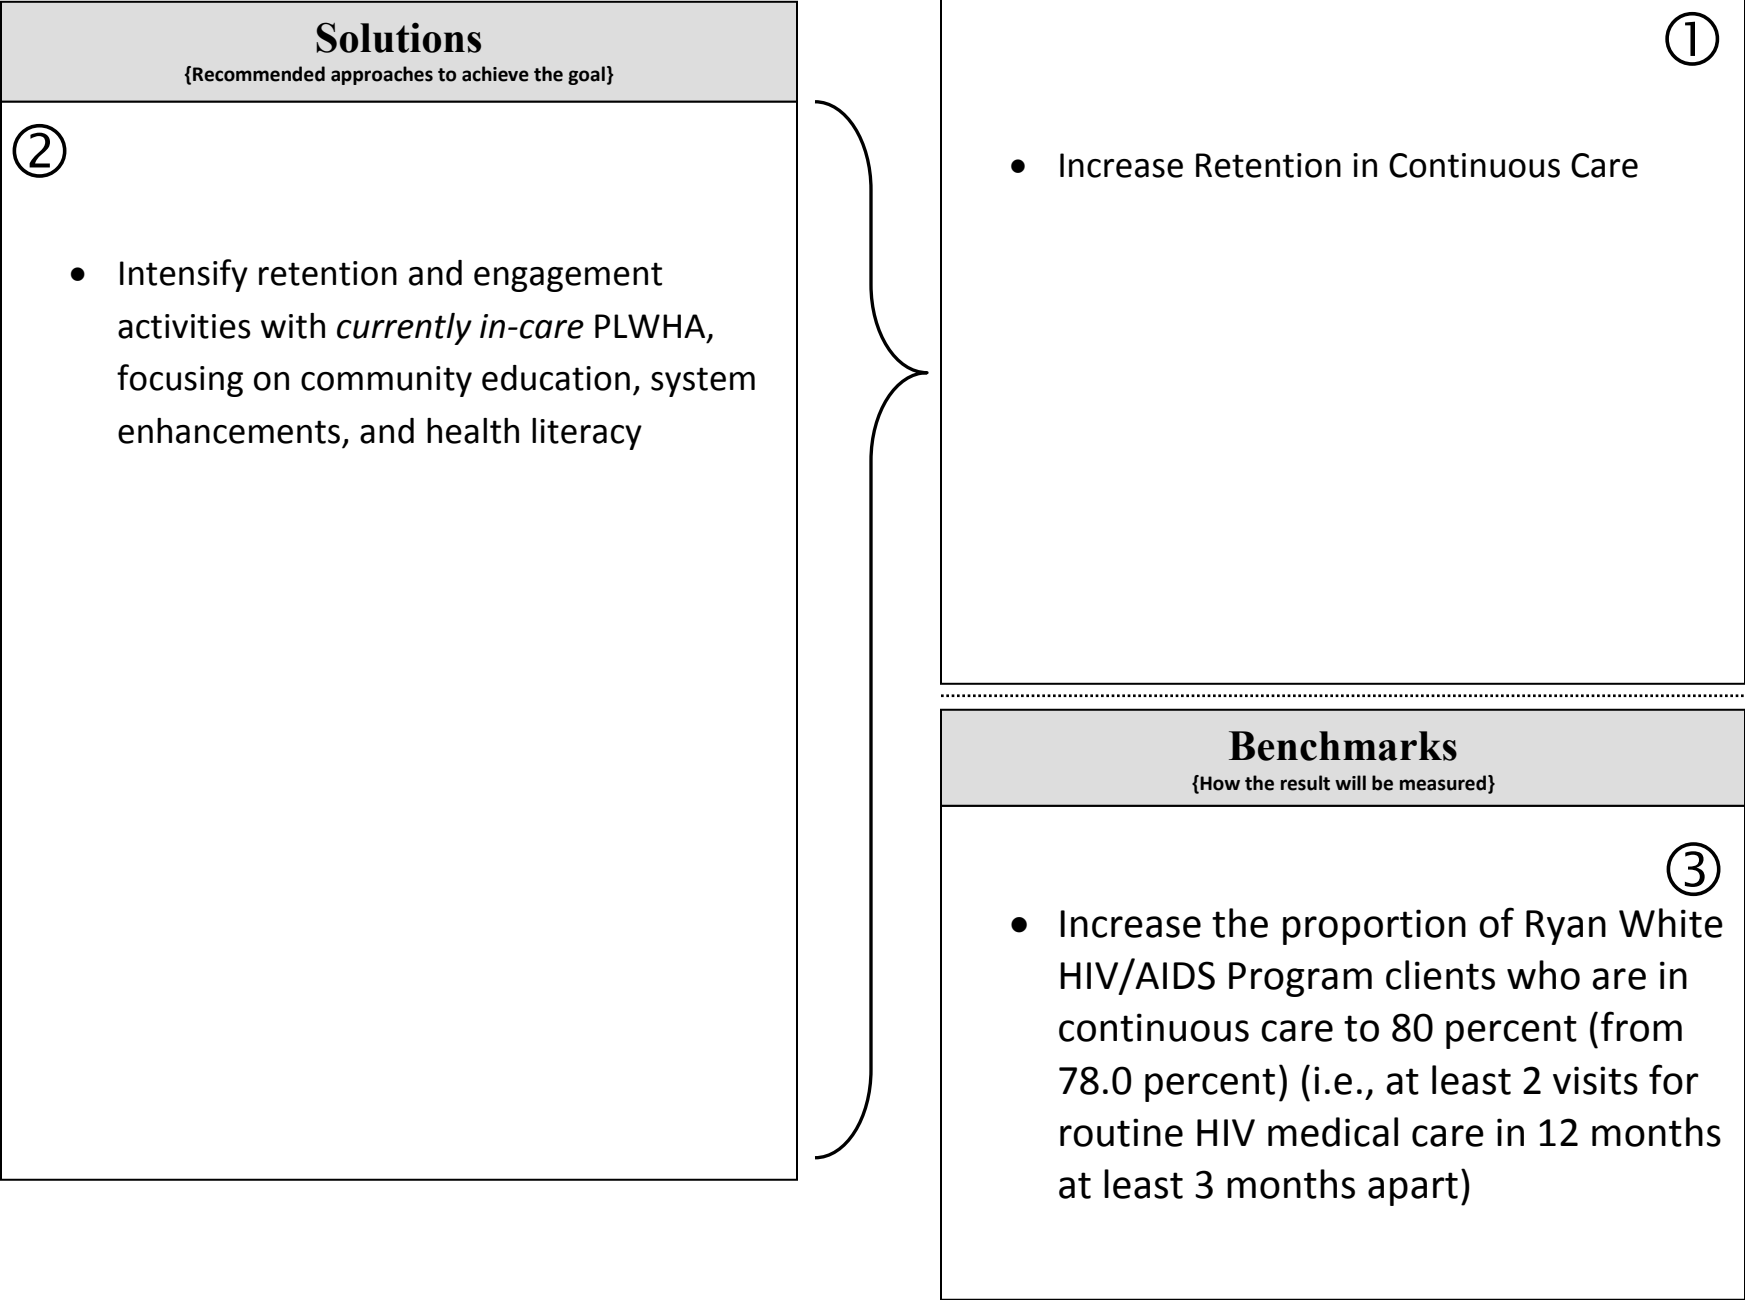 Solutions
{Recommended approaches to achieve the goal}
②
• Intensify retention and engagement
activities with currently in-care PLWHA,
focusing on community education, system
enhancements, and health literacy
①
• Increase Retention in Continuous Care
Benchmarks
{How the result will be measured}
③
• Increase the proportion of Ryan White
HIV/AIDS Program clients who are in
continuous care to 80 percent (from
78.0 percent) (i.e., at least 2 visits for
routine HIV medical care in 12 months
at least 3 months apart)